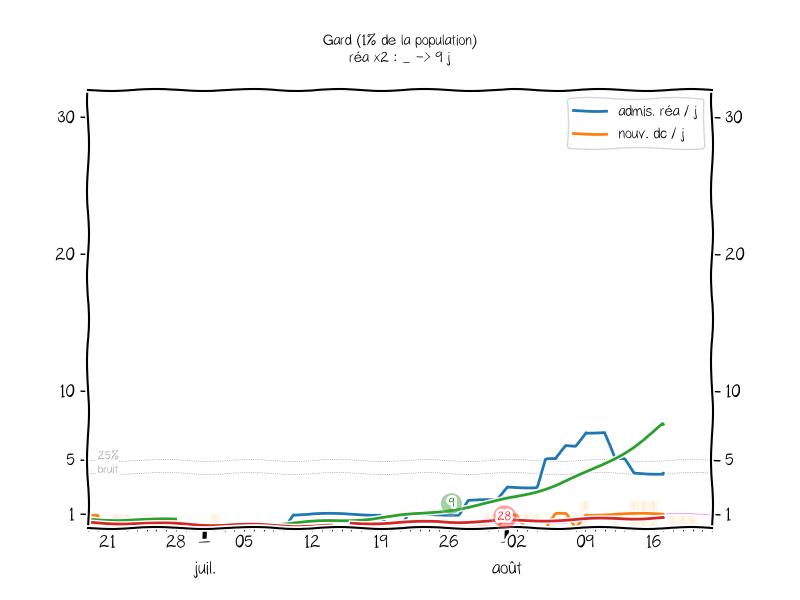 Gard (1% de la population)
réa x2 : _ -> 9 j
admis. réa / j
nouv. dc / j
30
30
20
20
10
10
25%
5
5
bruit
9
28
1
1
21 28 05 12 19 26 02 09 16
juil. août